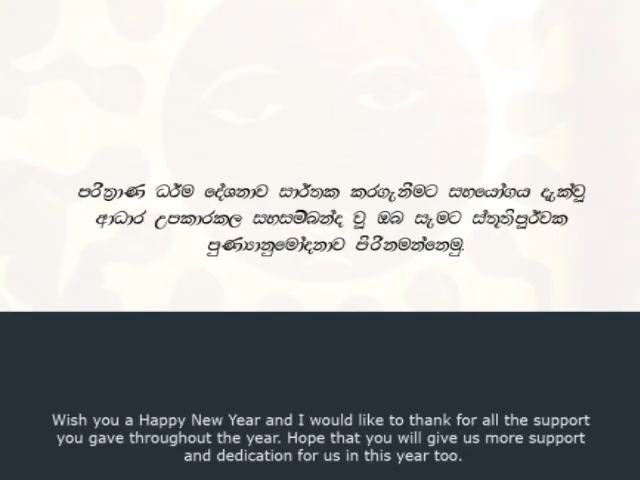 පරිත්‍රාණ ධර්ම දේශනාව සාර්තක කරගැනීමට සහයෝගය දැක්වූ
ආධාර උපකාරකල සහසම්බන්ද වූ ඔබ සැමට ස්තූතිපූර්වක
පුණ්‍යානුමෝදනාව පිරිනමන්නෙමු.
Wish you a Happy New Year and I would like to thank for all the support
you gave throughout the year. Hope that you will give us more support
and dedication for us in this year too.